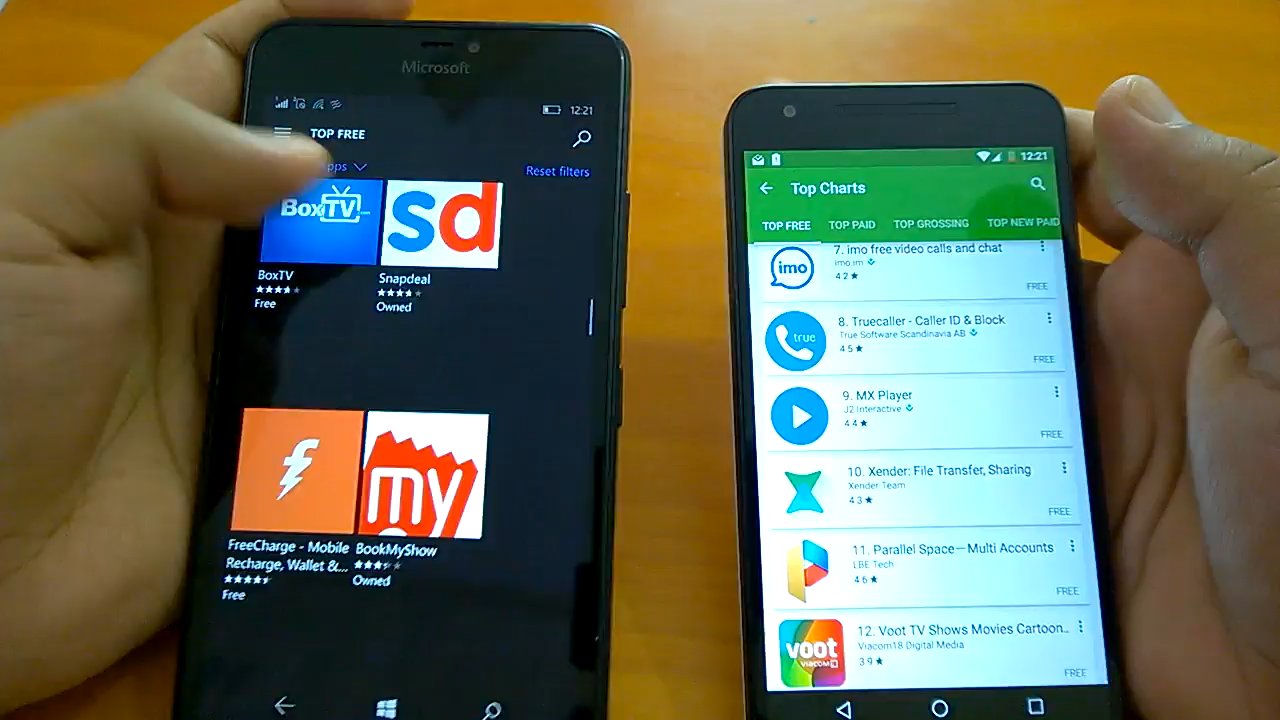 Microsoft
12:21
TOP FREE
pps
Reset filters
BoxTV
sd
BoxTV
Free
Snapdeal
Owned
f
my
FreeCharge - Mobile
Recharge, Wallet &...
Free
BookMyShow
Owned
12:21
Top Charts
TOP FREE TOP PAID TOP GROSSING TOP NEW PAID
imo
7. imo free video calls and chat
imo.im
4.2★
FREE
true
8. Truecaller - Caller ID & Block
True Software Scandinavia AB
4.5★
FREE
9. MX Player
J2 Interactive
4.4★
FREE
10. Xender: File Transfer, Sharing
Xender Team
4.3★
FREE
11. Parallel Space—Multi Accounts
LBE Tech
4.6★
FREE
voot
VIACOM18
12. Voot TV Shows Movies Cartoon..
Viacom18 Digital Media
3.9★
FREE